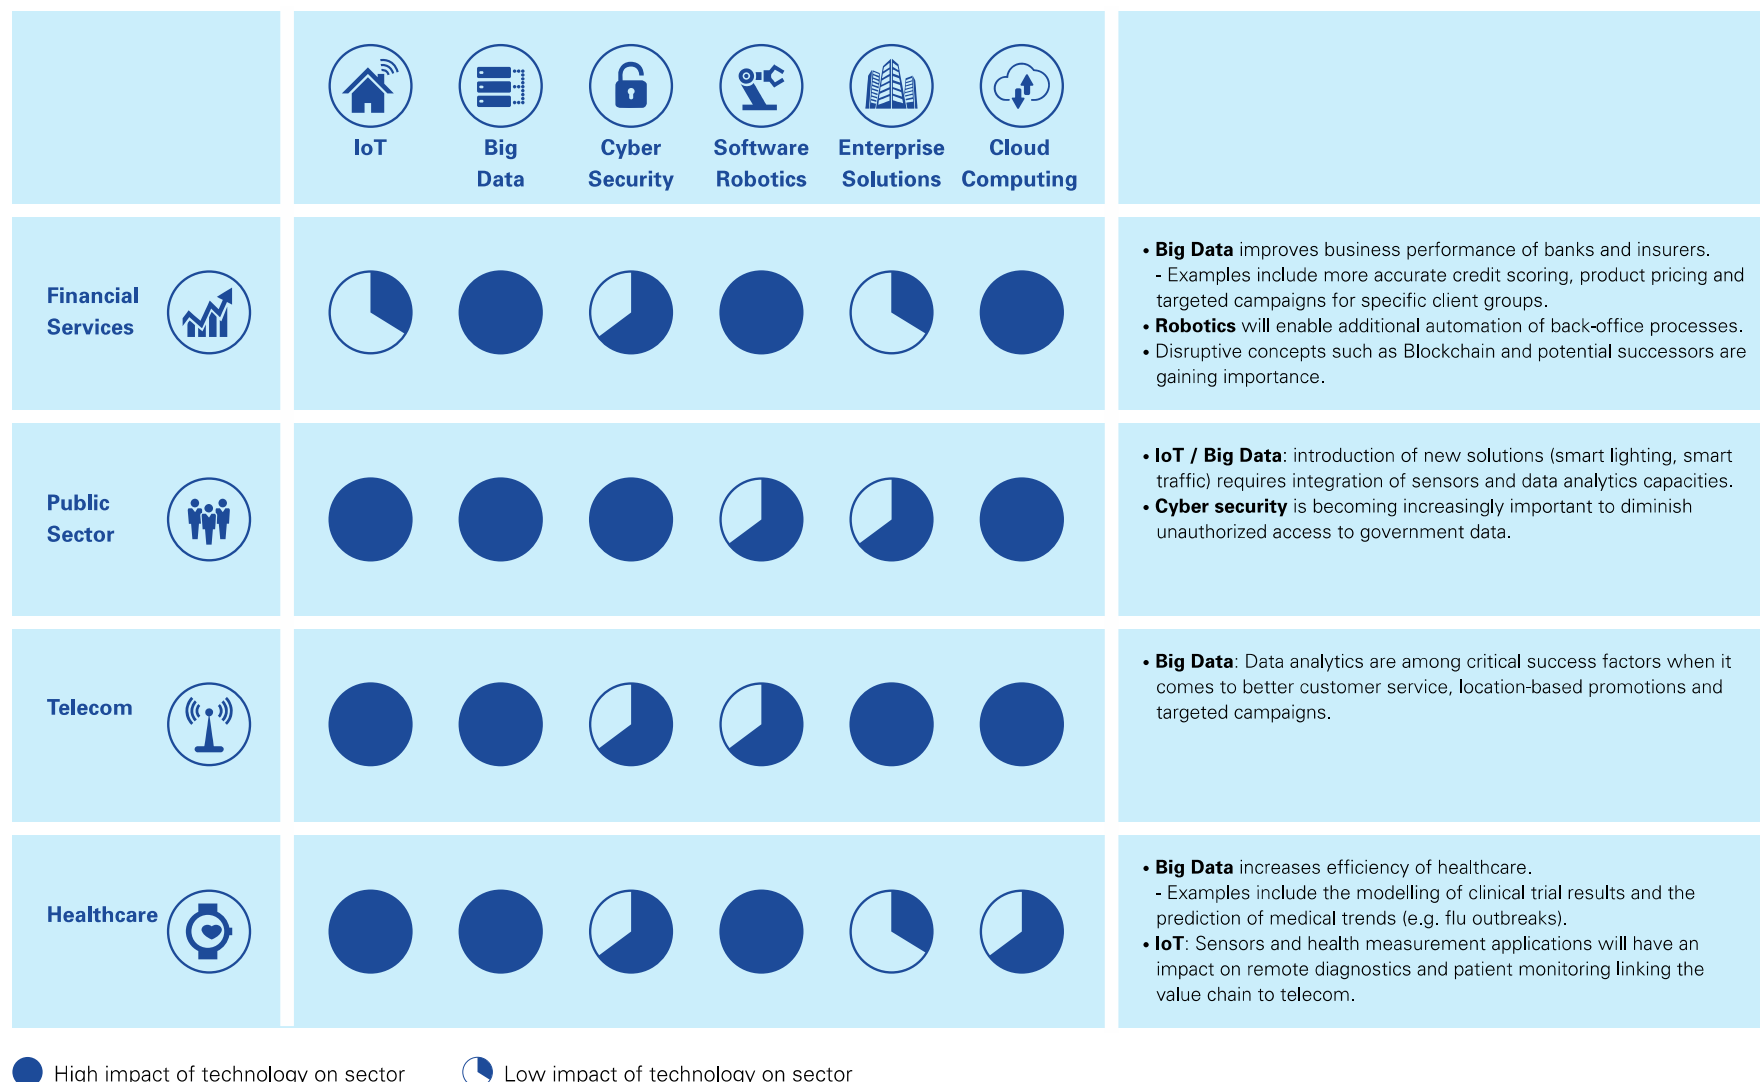 IoT
Big
Data
Cyber
Security
Software
Robotics
Enterprise
Solutions
Cloud
Computing
Financial
Services
• Big Data improves business performance of banks and insurers.
- Examples include more accurate credit scoring, product pricing and
targeted campaigns for specific client groups.
• Robotics will enable additional automation of back-office processes.
• Disruptive concepts such as Blockchain and potential successors are
gaining importance.
Public
Sector
• IoT / Big Data: introduction of new solutions (smart lighting, smart
traffic) requires integration of sensors and data analytics capacities.
• Cyber security is becoming increasingly important to diminish
unauthorized access to government data.
Telecom
• Big Data: Data analytics are among critical success factors when it
comes to better customer service, location-based promotions and
targeted campaigns.
Healthcare
• Big Data increases efficiency of healthcare.
- Examples include the modelling of clinical trial results and the
prediction of medical trends (e.g. flu outbreaks).
• IoT: Sensors and health measurement applications will have an
impact on remote diagnostics and patient monitoring linking the
value chain to telecom.
High impact of technology on sector
Low impact of technology on sector